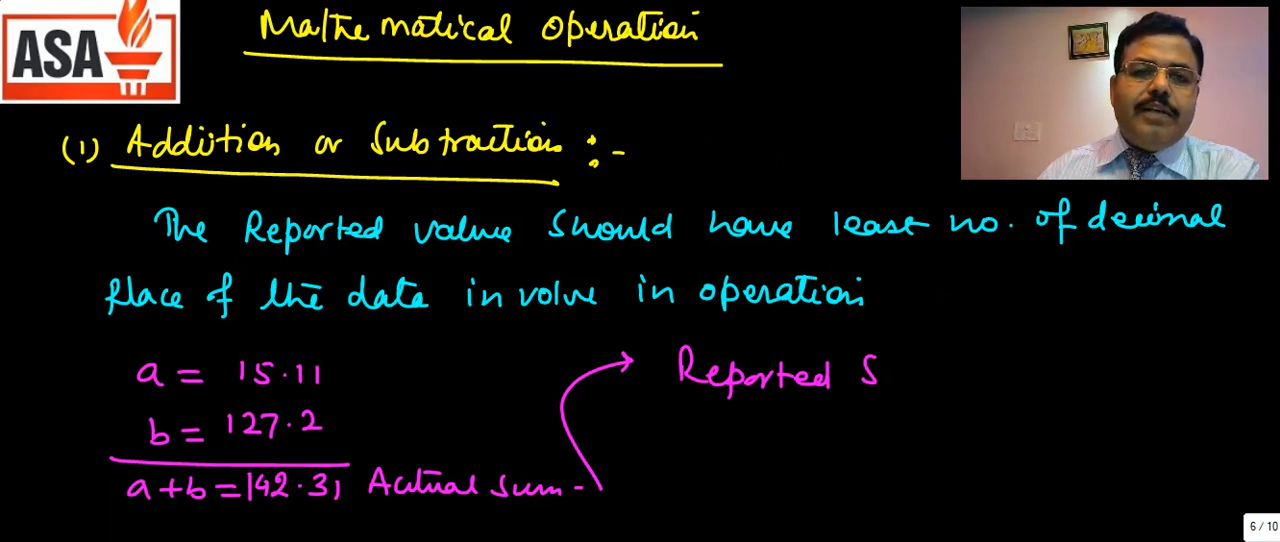 ASA
Mathematical Operation
(1) Addition or Subtraction :-
The Reported value should have least no. of decimal
place of the data involve in operation
a = 15.11
b = 127.2
a+b = 142.31 Actual sum -
Reported S
6 / 10